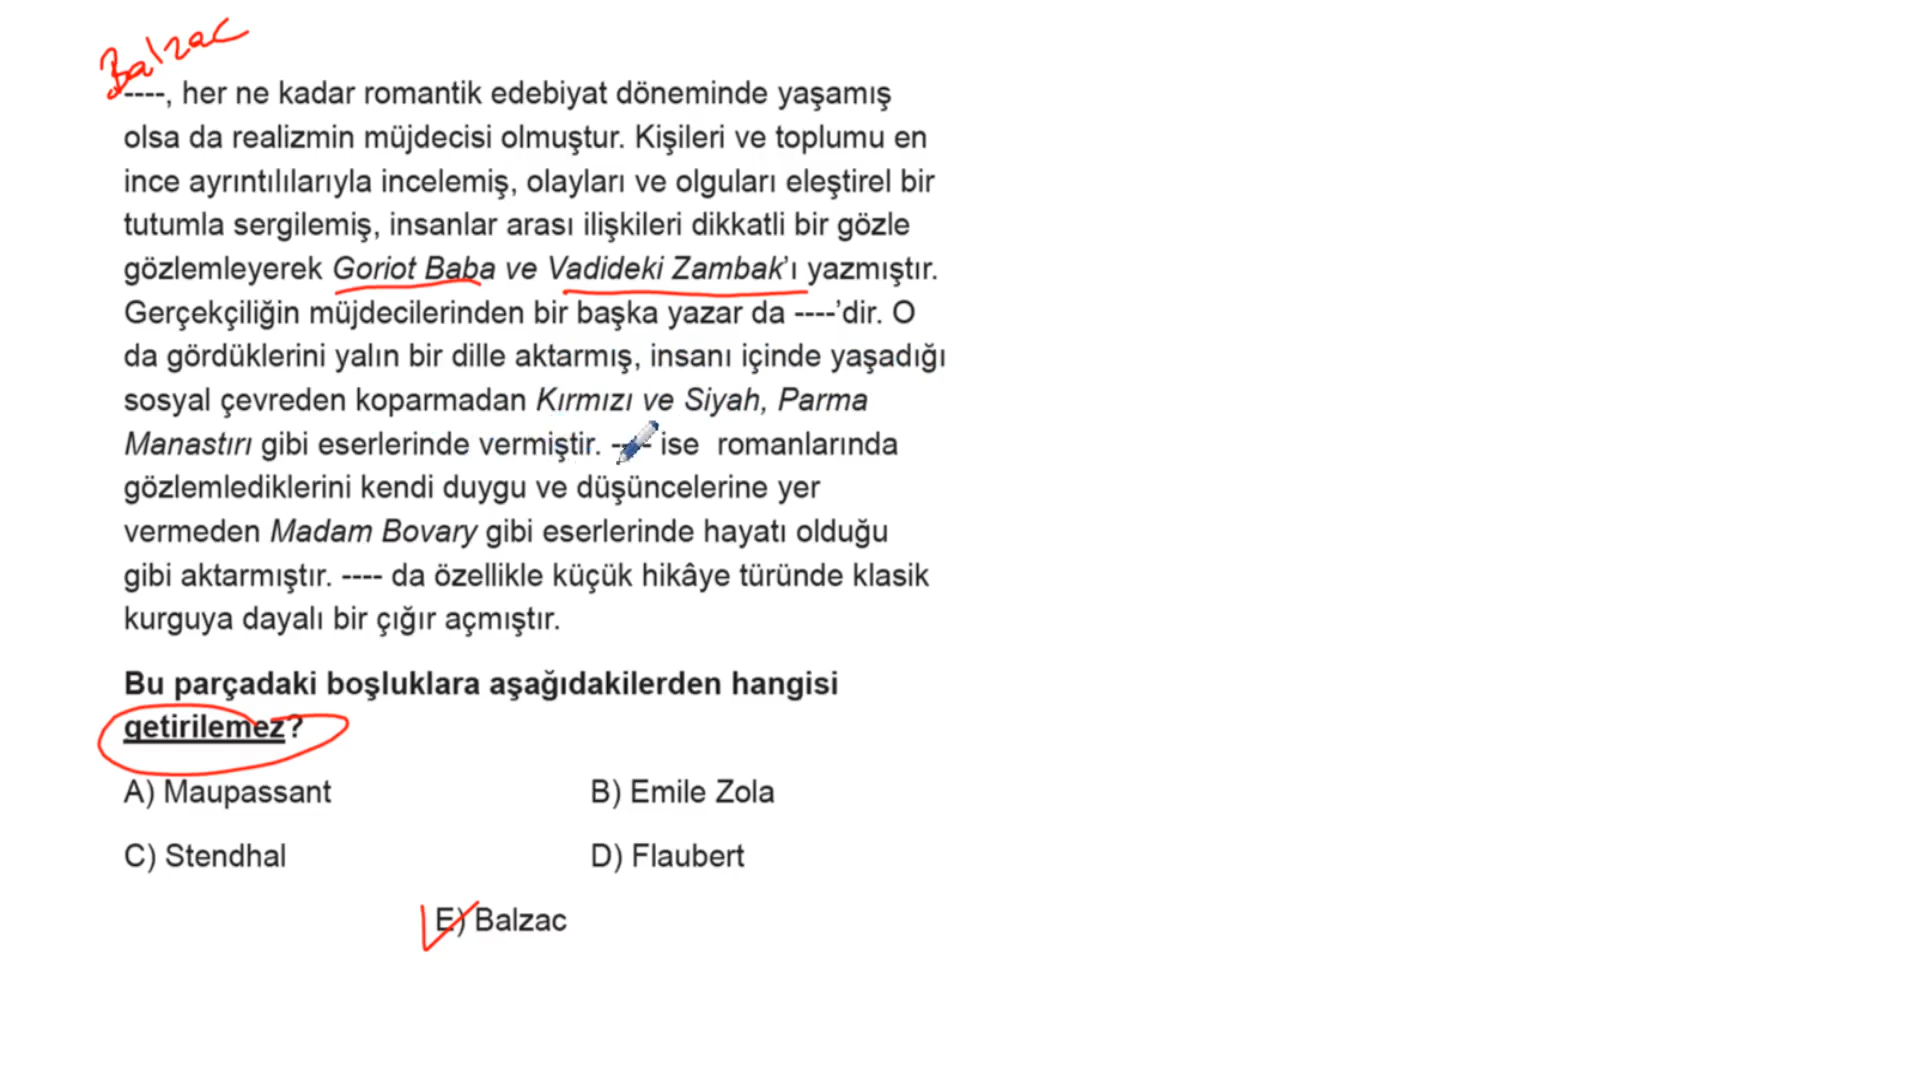 Balzac
----, her ne kadar romantik edebiyat döneminde yaşamış
olsa da realizmin müjdecisi olmuştur. Kişileri ve toplumu en
ince ayrıntılılarıyla incelemiş, olayları ve olguları eleştirel bir
tutumla sergilemiş, insanlar arası ilişkileri dikkatli bir gözle
gözlemleyerek Goriot Baba ve Vadideki Zambak’ı yazmıştır.
Gerçekçiliğin müjdecilerinden bir başka yazar da ----’dir. O
da gördüklerini yalın bir dille aktarmış, insanı içinde yaşadığı
sosyal çevreden koparmadan Kırmızı ve Siyah, Parma
Manastırı gibi eserlerinde vermiştir. ---- ise romanlarında
gözlemlediklerini kendi duygu ve düşüncelerine yer
vermeden Madam Bovary gibi eserlerinde hayatı olduğu
gibi aktarmıştır. ---- da özellikle küçük hikâye türünde klasik
kurguya dayalı bir çığır açmıştır.
Bu parçadaki boşluklara aşağıdakilerden hangisi
getirilemez?
A) Maupassant
B) Emile Zola
C) Stendhal
D) Flaubert
E) Balzac